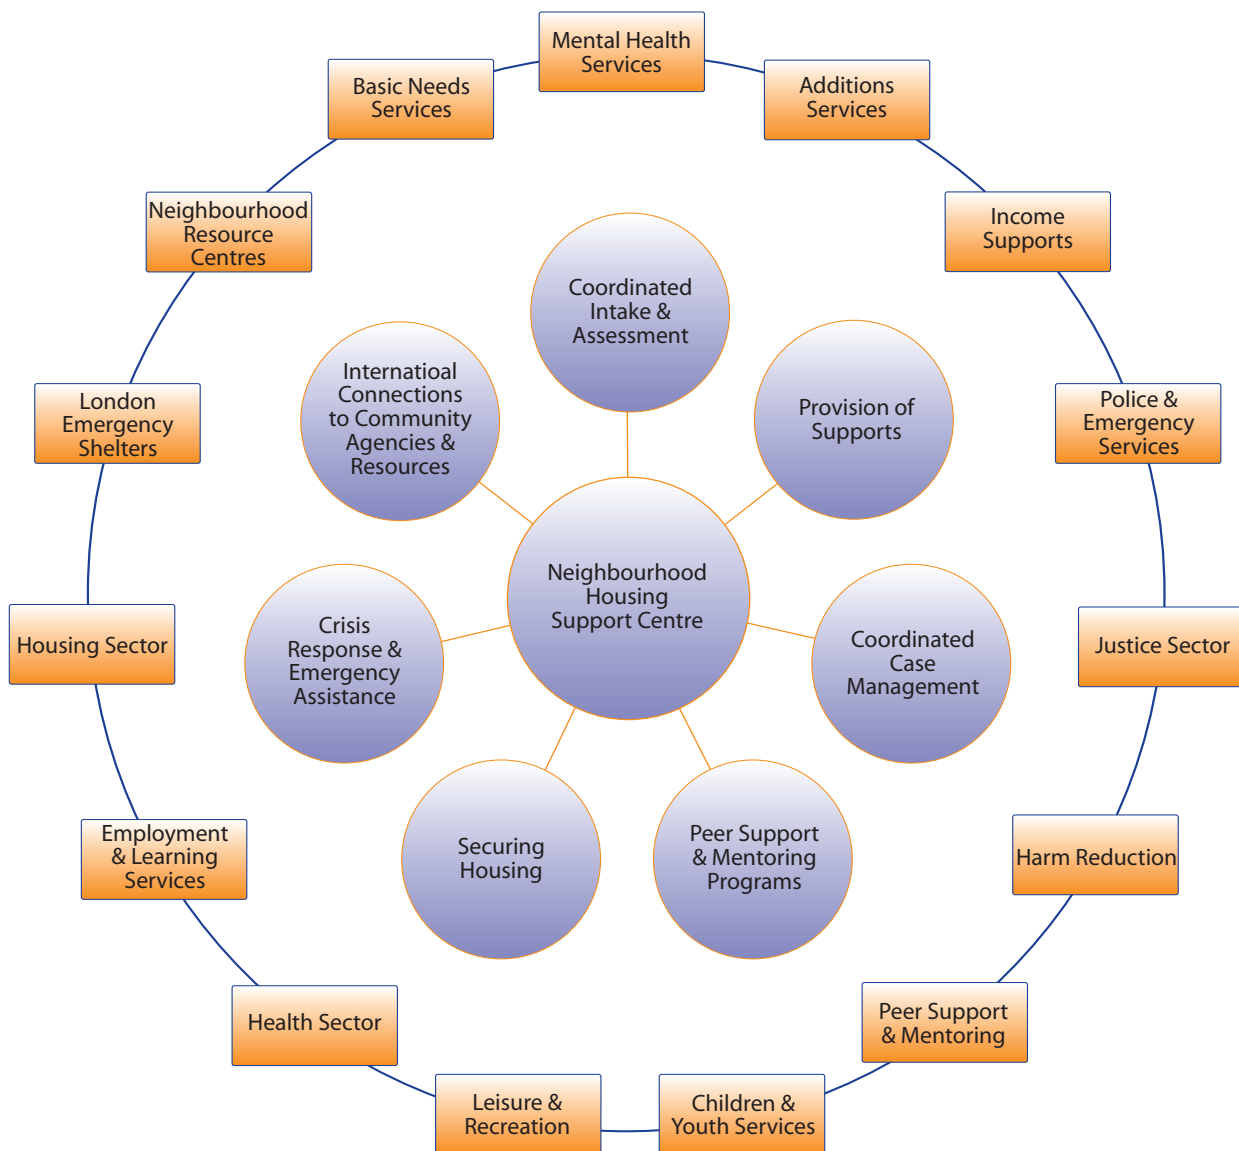 Mental Health
Services
Additions
Services
Income
Supports
Police &
Emergency
Services
Justice Sector
Harm Reduction
Peer Support
& Mentoring
Children &
Youth Services
Leisure &
Recreation
Health Sector
Employment
& Learning
Services
Housing Sector
London
Emergency
Shelters
Neighbourhood
Resource
Centres
Basic Needs
Services
Coordinated
Intake &
Assessment
Provision of
Supports
Coordinated
Case
Management
Peer Support
& Mentoring
Programs
Securing
Housing
Crisis
Response &
Emergency
Assistance
Internatioal
Connections
to Community
Agencies &
Resources
Neighbourhood
Housing
Support Centre